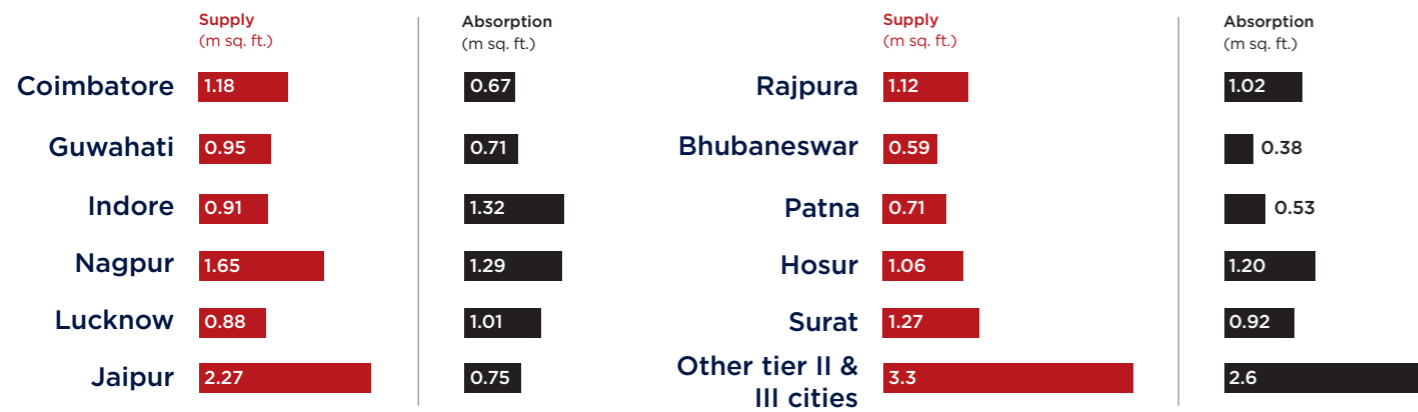 Supply Absorption Supply Absorption
(m sq. ft.) (m sq. ft.) (m sq. ft.) (m sq. ft.)
Coimbatore 1.18 0.67 Rajpura 1.12 1.02
Guwahati 0.95 0.71 Bhubaneswar 0.59 0.38
Indore 0.91 1.32 Patna 0.71 0.53
Nagpur 1.65 1.29 Hosur 1.06 1.20
Lucknow 0.88 1.01 Surat 1.27 0.92
Jaipur 2.27 0.75 Other tier II & 3.3 2.6
III cities